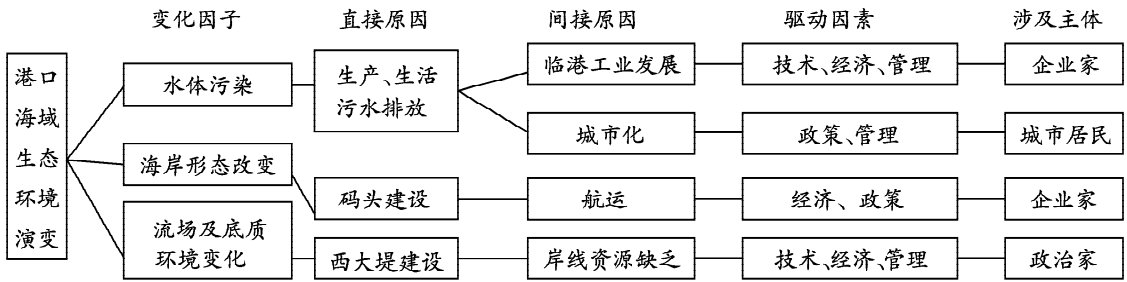 变化因子 直接原因 间接原因 驱动因素 涉及主体
港口
海域
生态
环境
演变
水体污染
生产、生活
污水排放
临港工业发展
技术、经济、管理
企业家
城市化
政策、管理
城市居民
海岸形态改变
码头建设
航运
经济、政策
企业家
流场及底质
环境变化
西大堤建设
岸线资源缺乏
技术、经济、管理
政治家